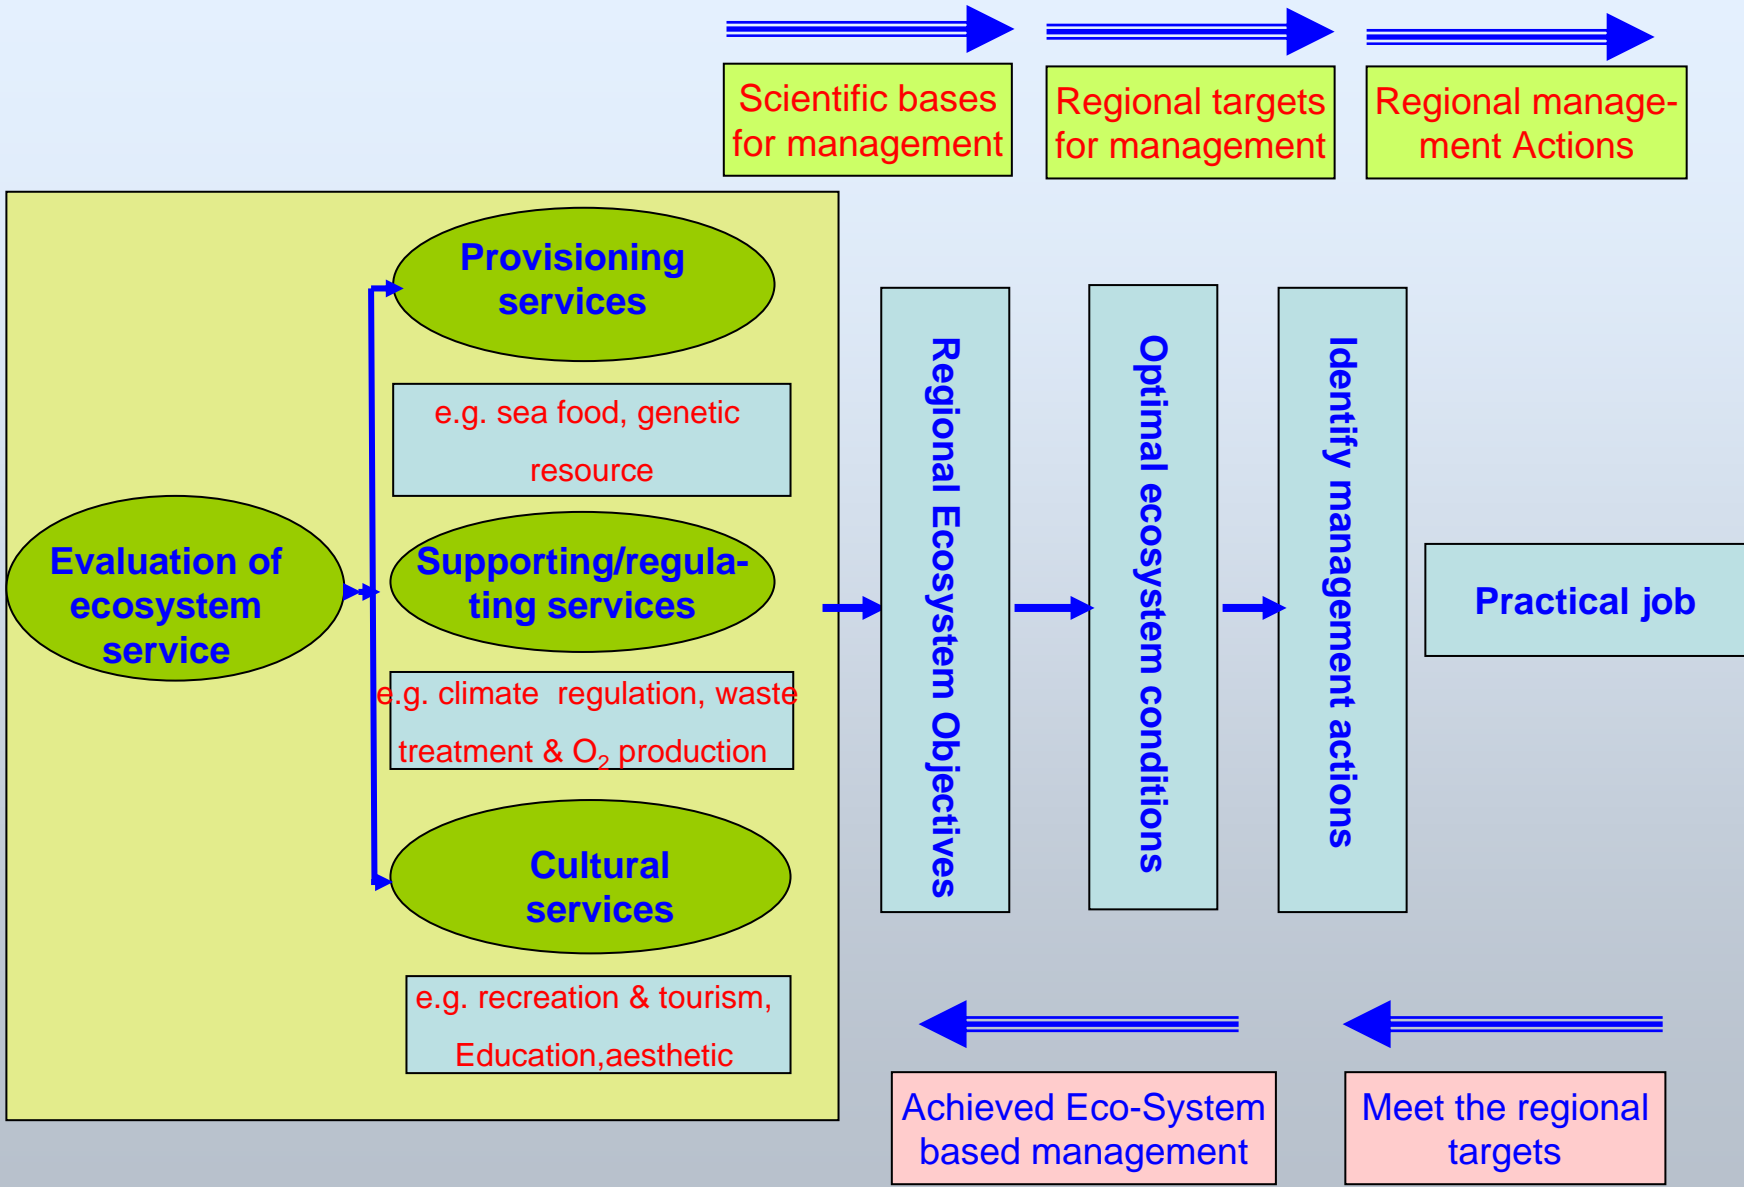 Scientific bases
for management
Regional targets
for management
Regional manage-
ment Actions
Provisioning
services
e.g. sea food, genetic
resource
Evaluation of
ecosystem
service
Supporting/regula-
ting services
e.g. climate regulation, waste
treatment & O₂ production
Cultural
services
e.g. recreation & tourism,
Education,aesthetic
Regional Ecosystem Objectives
Optimal ecosystem conditions
Identify management actions
Practical job
Achieved Eco-System
based management
Meet the regional
targets